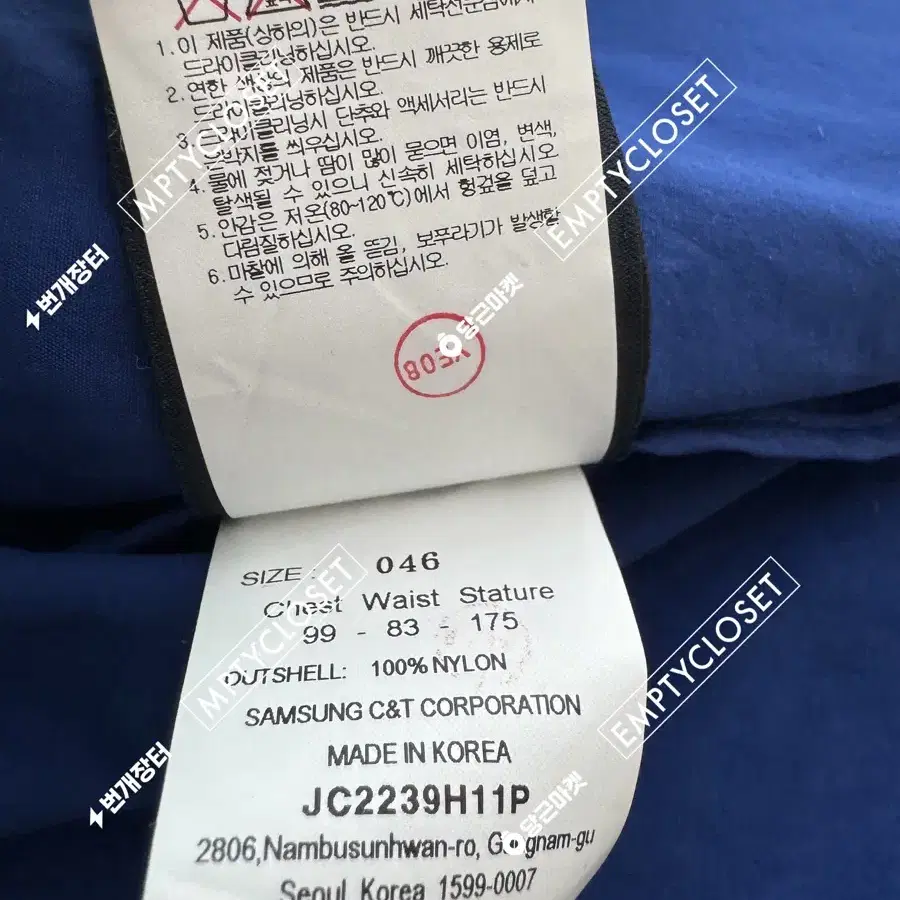 1. 이 제품(상하의)은 반드시 세탁전문점에서
드라이클리닝하십시오.
2. 연한 색상의 제품은 반드시 깨끗한 용제로
드라이클리닝하십시오.
3. 드라이클리닝시 단추와 액세서리는 반드시
은박지를 씌우십시오.
4. 물에 젖거나 땀이 많이 묻으면 이염, 변색,
탈색될 수 있으니 신속히 세탁하십시오
5. 안감은 저온(80~120℃)에서 헝겊을 덮고
다림질하십시오.
6. 마찰에 의해 올 뜯김, 보푸라기가 발생할
수 있으므로 주의하십시오.
YE08
SIZE : 046
Chest Waist Stature
99 - 83 - 175
OUTSHELL: 100% NYLON
SAMSUNG C&T CORPORATION
MADE IN KOREA
JC2239H11P
2806,Nambusunhwan-ro, Gangnam-gu
Seoul Korea 1599-0007
MPTYCLOSET
EMPTYCLOSET
번개장터
당근마켓
MPTYCLOSET
EMPTYCLOSET
번개장터
당근마켓